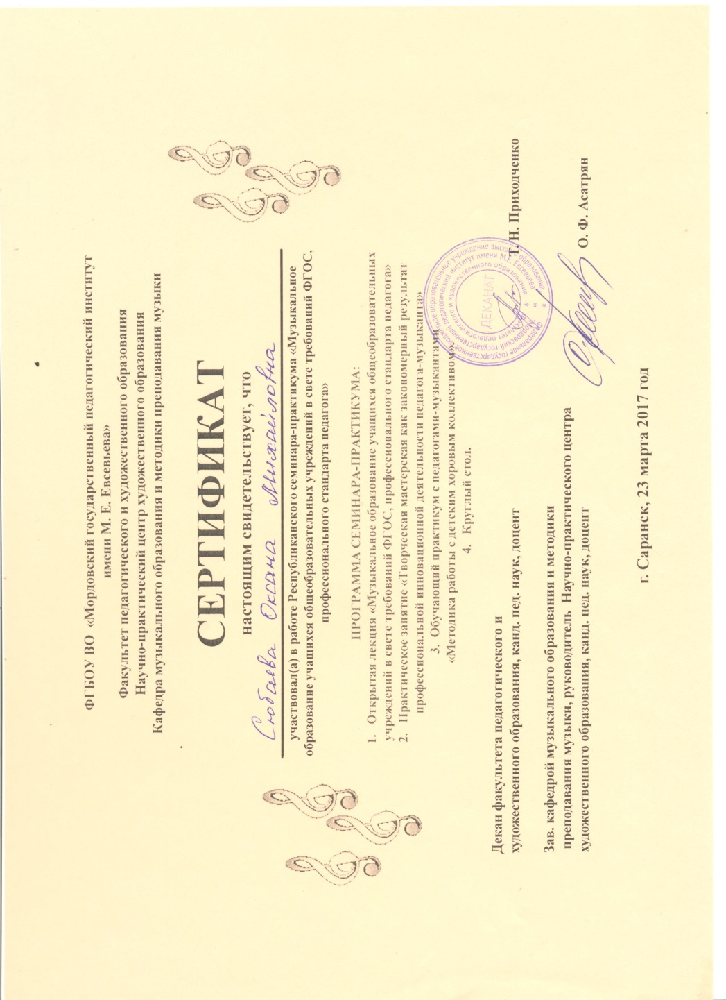 ФГБОУ ВО «Мордовский государственный педагогический институт
имени М. Е. Евсевьева»
Факультет педагогического и художественного образования
Научно-практический центр художественного образования
Кафедра музыкального образования и методики преподавания музыки
СЕРТИФИКАТ
настоящим свидетельствует, что
Сюбаева Оксана Михайловна
участвовал(а) в работе Республиканского семинара-практикума «Музыкальное
образование учащихся общеобразовательных учреждений в свете требований ФГОС,
профессионального стандарта педагога»
ПРОГРАММА СЕМИНАРА-ПРАКТИКУМА:
1. Открытая лекция «Музыкальное образование учащихся общеобразовательных
учреждений в свете требований ФГОС, профессионального стандарта педагога»
2. Практическое занятие «Творческая мастерская как закономерный результат
профессиональной инновационной деятельности педагога-музыканта»
3. Обучающий практикум с педагогами-музыкантами
«Методика работы с детским хоровым коллективом»
4. Круглый стол.
Декан факультета педагогического и
художественного образования, канд. пед. наук, доцент
Т. Н. Приходченко
ДЕКАНАТ
Зав. кафедрой музыкального образования и методики
преподавания музыки, руководитель Научно-практического центра
художественного образования, канд. пед. наук, доцент
О. Ф. Асатрян
г. Саранск, 23 марта 2017 год